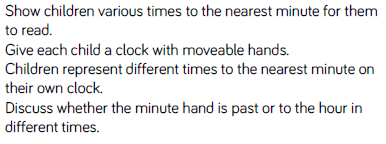 Show children various times to the nearest minute for them
to read.
Give each child a clock with moveable hands.
Children represent different times to the nearest minute on
their own clock.
Discuss whether the minute hand is past or to the hour in
different times.